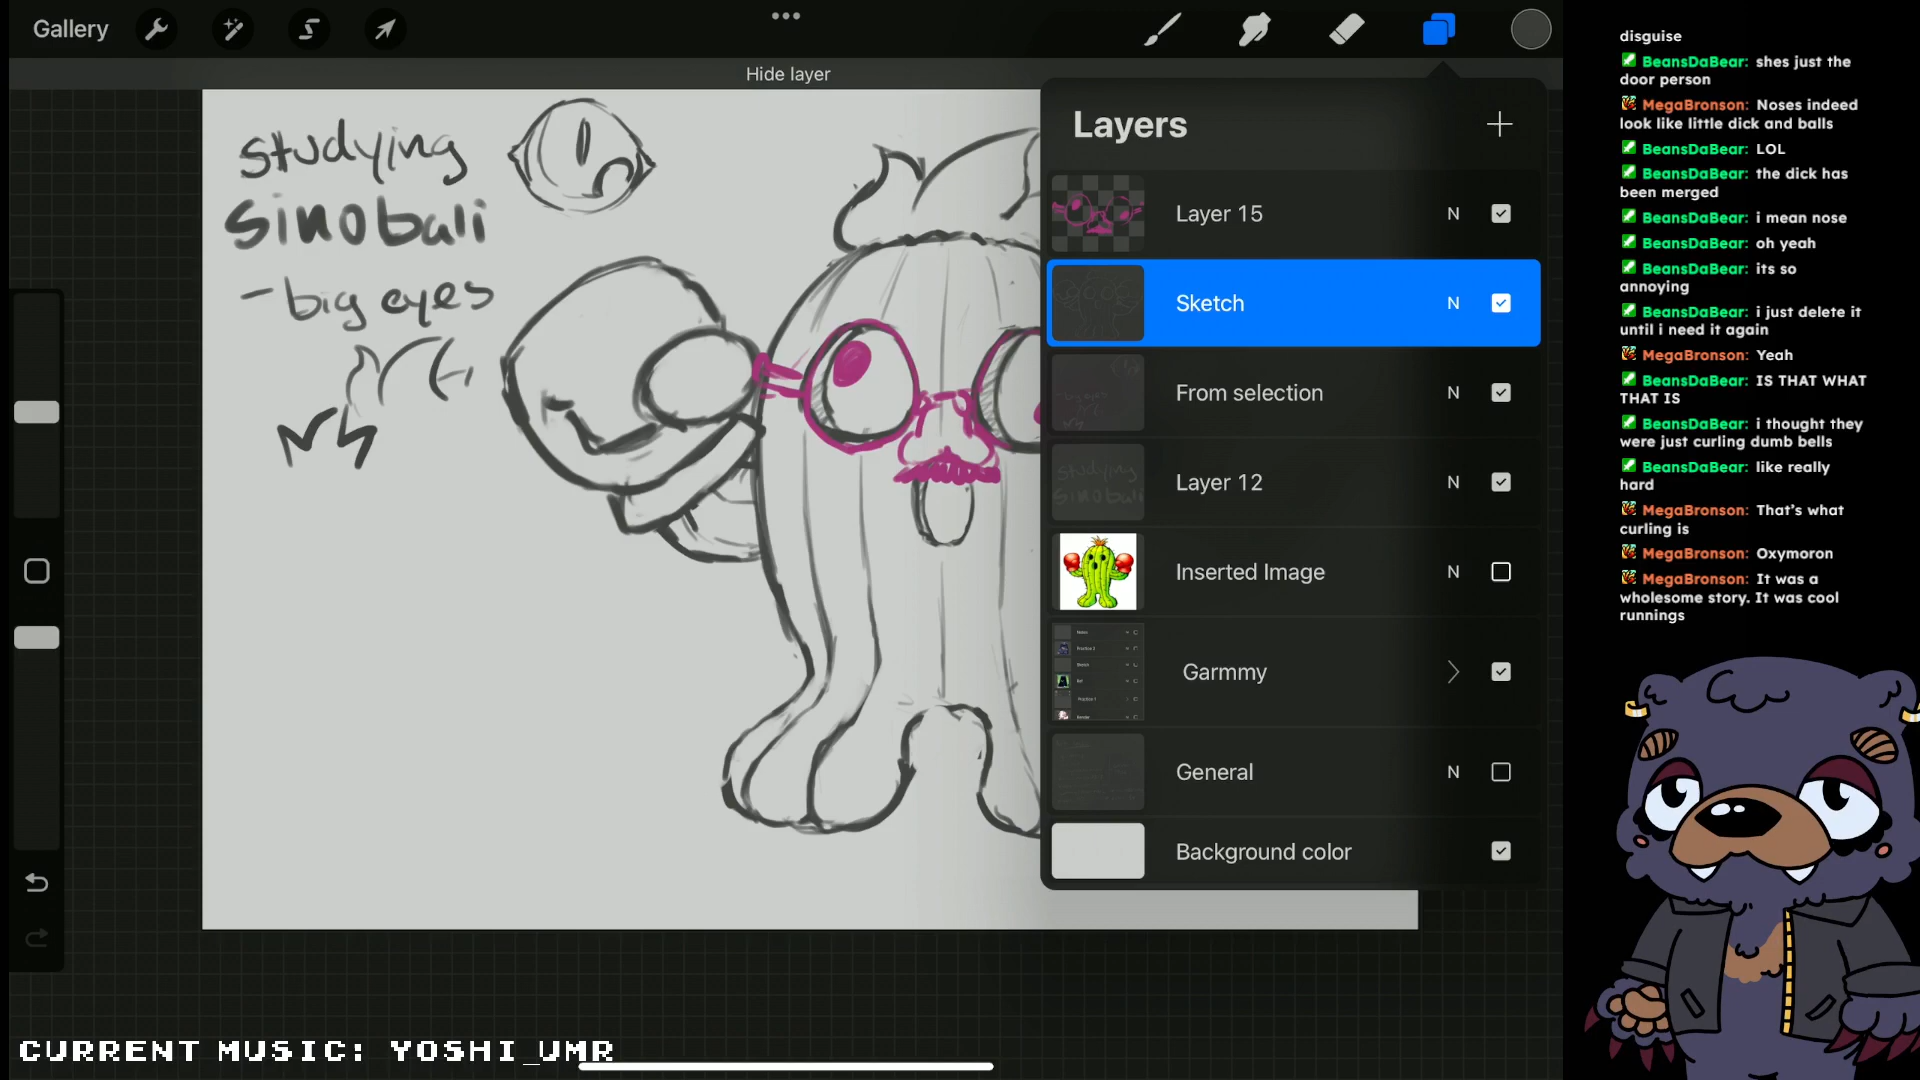 Gallery
Hide layer
studying
sinobali
- big eyes
Layers
Layer 15 N
Sketch N
From selection N
Layer 12 N
Inserted Image N
Garmmy
General N
Background color
disguise
BeansDaBear: shes just the
door person
MegaBronson: Noses indeed
look like little dick and balls
BeansDaBear: LOL
BeansDaBear: the dick has
been merged
BeansDaBear: i mean nose
BeansDaBear: oh yeah
BeansDaBear: its so
annoying
BeansDaBear: i just delete it
until i need it again
MegaBronson: Yeah
BeansDaBear: IS THAT WHAT
THAT IS
BeansDaBear: i thought they
were just curling dumb bells
BeansDaBear: like really
hard
MegaBronson: That's what
curling is
MegaBronson: Oxymoron
MegaBronson: It was a
wholesome story. It was cool
runnings
CURRENT MUSIC: YOSHI_UMR